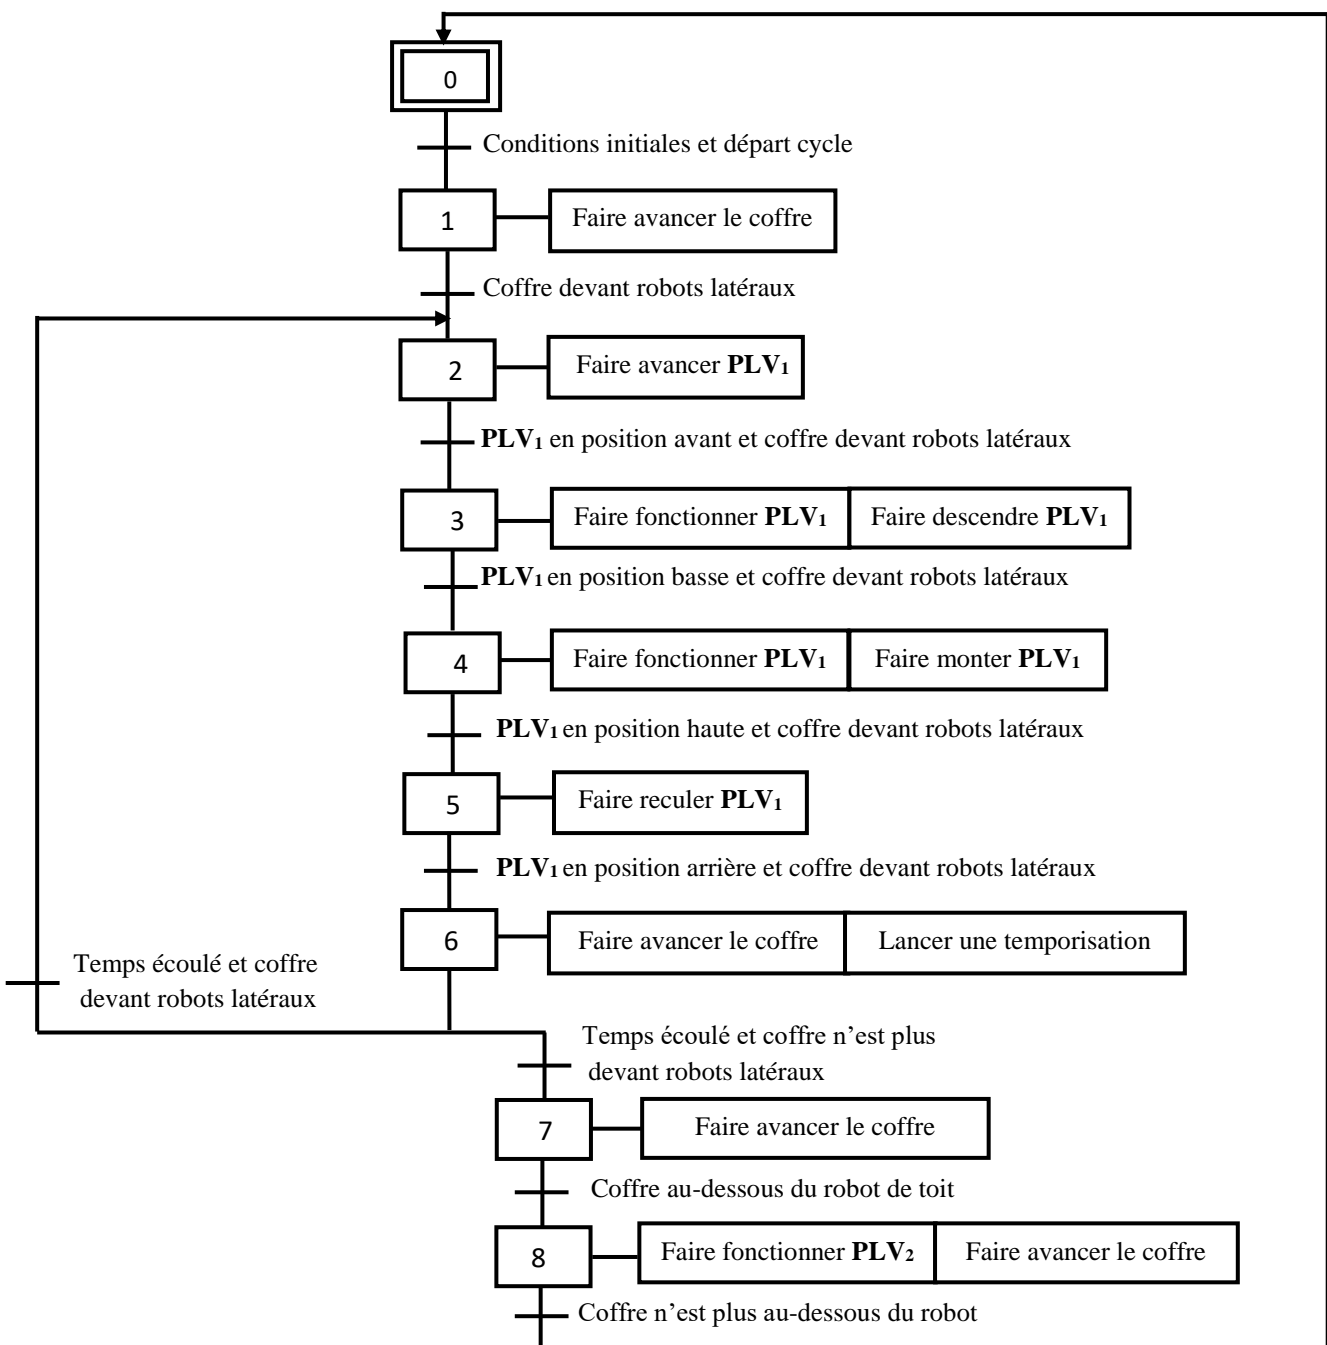 0
Conditions initiales et départ cycle
1
Faire avancer le coffre
Coffre devant robots latéraux
2
Faire avancer PLV1
PLV1 en position avant et coffre devant robots latéraux
3
Faire fonctionner PLV1
Faire descendre PLV1
PLV1 en position basse et coffre devant robots latéraux
4
Faire fonctionner PLV1
Faire monter PLV1
PLV1 en position haute et coffre devant robots latéraux
5
Faire reculer PLV1
PLV1 en position arrière et coffre devant robots latéraux
6
Faire avancer le coffre
Lancer une temporisation
Temps écoulé et coffre
devant robots latéraux
Temps écoulé et coffre n’est plus
devant robots latéraux
7
Faire avancer le coffre
Coffre au-dessous du robot de toit
8
Faire fonctionner PLV2
Faire avancer le coffre
Coffre n’est plus au-dessous du robot